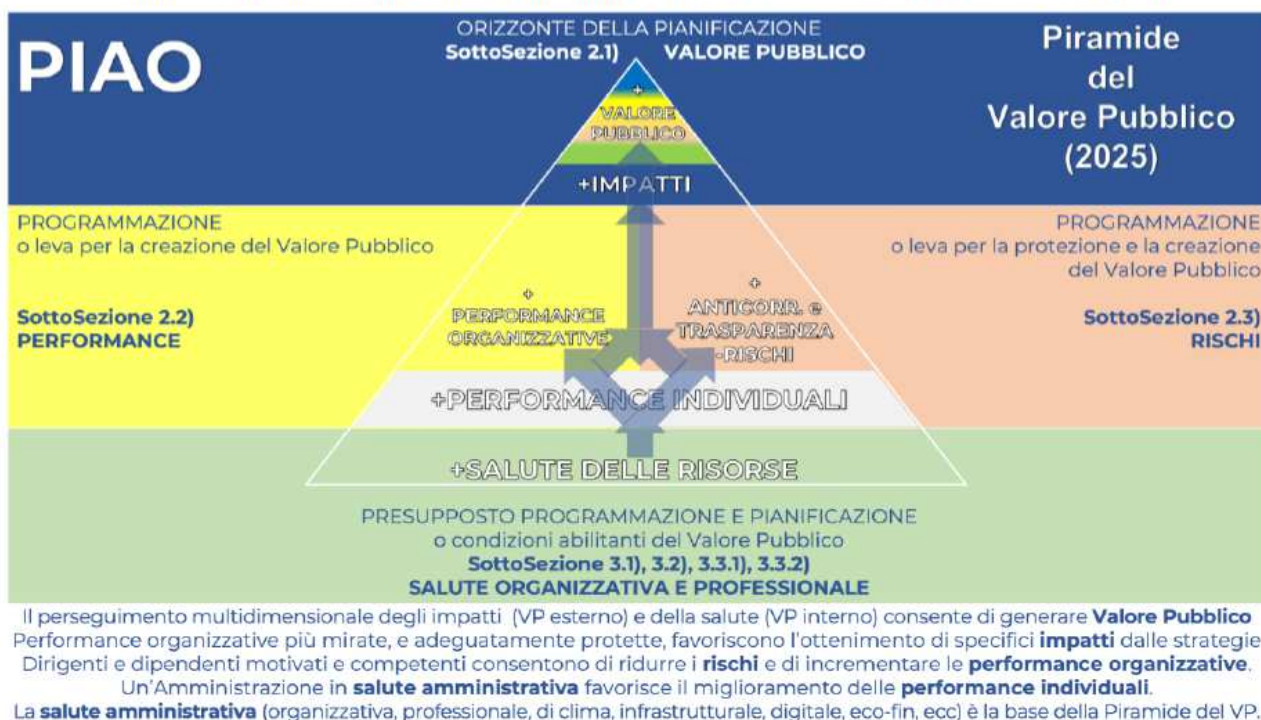 PIAO
ORIZZONTE DELLA PIANIFICAZIONE
SottoSezione 2.1) VALORE PUBBLICO
Piramide
del
Valore Pubblico
(2025)
+
VALORE
PUBBLICO
+IMPATTI
PROGRAMMAZIONE
o leva per la creazione del Valore Pubblico
SottoSezione 2.2)
PERFORMANCE
+
PERFORMANCE
ORGANIZZATIVE
+
ANTICORR. e
TRASPARENZA
-RISCHI
PROGRAMMAZIONE
o leva per la protezione e la creazione
del Valore Pubblico
SottoSezione 2.3)
RISCHI
+PERFORMANCE INDIVIDUALI
+SALUTE DELLE RISORSE
PRESUPPOSTO PROGRAMMAZIONE E PIANIFICAZIONE
o condizioni abilitanti del Valore Pubblico
SottoSezione 3.1), 3.2), 3.3.1), 3.3.2)
SALUTE ORGANIZZATIVA E PROFESSIONALE
Il perseguimento multidimensionale degli impatti (VP esterno) e della salute (VP interno) consente di generare Valore Pubblico
Performance organizzative più mirate, e adeguatamente protette, favoriscono l'ottenimento di specifici impatti dalle strategie
Dirigenti e dipendenti motivati e competenti consentono di ridurre i rischi e di incrementare le performance organizzative.
Un'Amministrazione in salute amministrativa favorisce il miglioramento delle performance individuali.
La salute amministrativa (organizzativa, professionale, di clima, infrastrutturale, digitale, eco-fin, ecc) è la base della Piramide del VP.